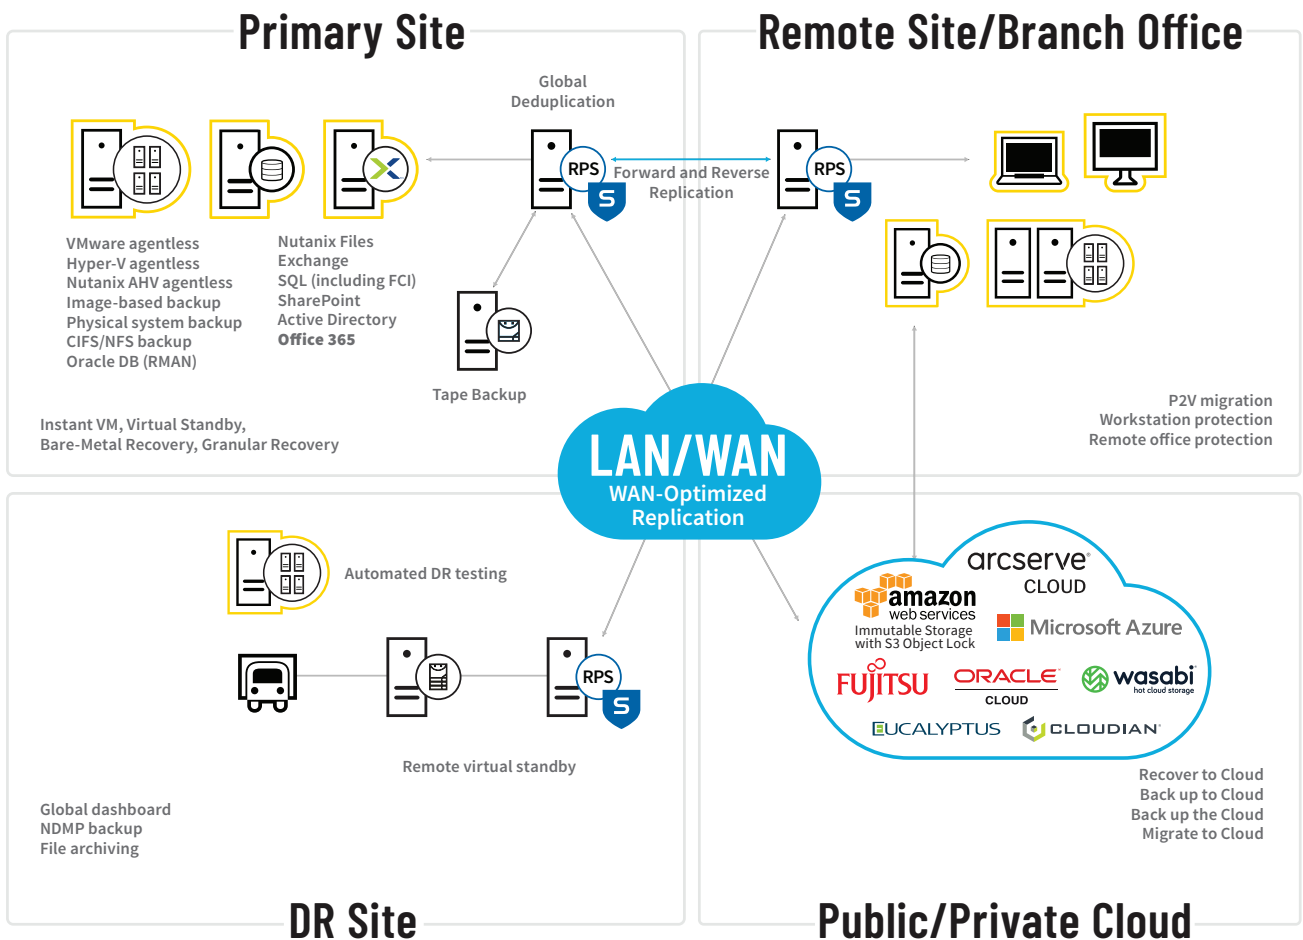 Primary Site
Remote Site/Branch Office
Global
Deduplication
RPS
S
Forward and Reverse
Replication
RPS
S
VMware agentless
Hyper-V agentless
Nutanix AHV agentless
Image-based backup
Physical system backup
CIFS/NFS backup
Oracle DB (RMAN)
Nutanix Files
Exchange
SQL (including FCI)
SharePoint
Active Directory
Office 365
Tape Backup
Instant VM, Virtual Standby,
Bare-Metal Recovery, Granular Recovery
P2V migration
Workstation protection
Remote office protection
LAN/WAN
WAN-Optimized
Replication
Automated DR testing
RPS
S
Remote virtual standby
Global dashboard
NDMP backup
File archiving
DR Site
arcserve®
CLOUD
amazon
web services
Immutable Storage
with S3 Object Lock
Microsoft Azure
FUJITSU
ORACLE®
CLOUD
wasabi
hot cloud storage
EUCALYPTUS
CLOUDIAN®
Recover to Cloud
Back up to Cloud
Back up the Cloud
Migrate to Cloud
Public/Private Cloud